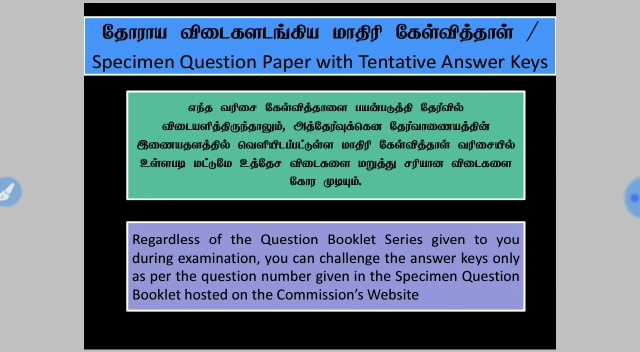 தோராய விடைகளடங்கிய மாதிரி கேள்வித்தாள் /
Specimen Question Paper with Tentative Answer Keys
எந்த வரிசை கேள்வித்தாளை பயன்படுத்தி தேர்வில்
விடையளித்திருந்தாலும், அத்தேர்வுக்கென தேர்வாணையத்தின்
இணையதளத்தில் வெளியிடப்பட்டுள்ள மாதிரி கேள்வித்தாள் வரிசையில்
உள்ளபடி மட்டுமே உத்தேச விடைகளை மறுத்து சரியான விடைகளை
கோர முடியும்.
Regardless of the Question Booklet Series given to you
during examination, you can challenge the answer keys only
as per the question number given in the Specimen Question
Booklet hosted on the Commission's Website